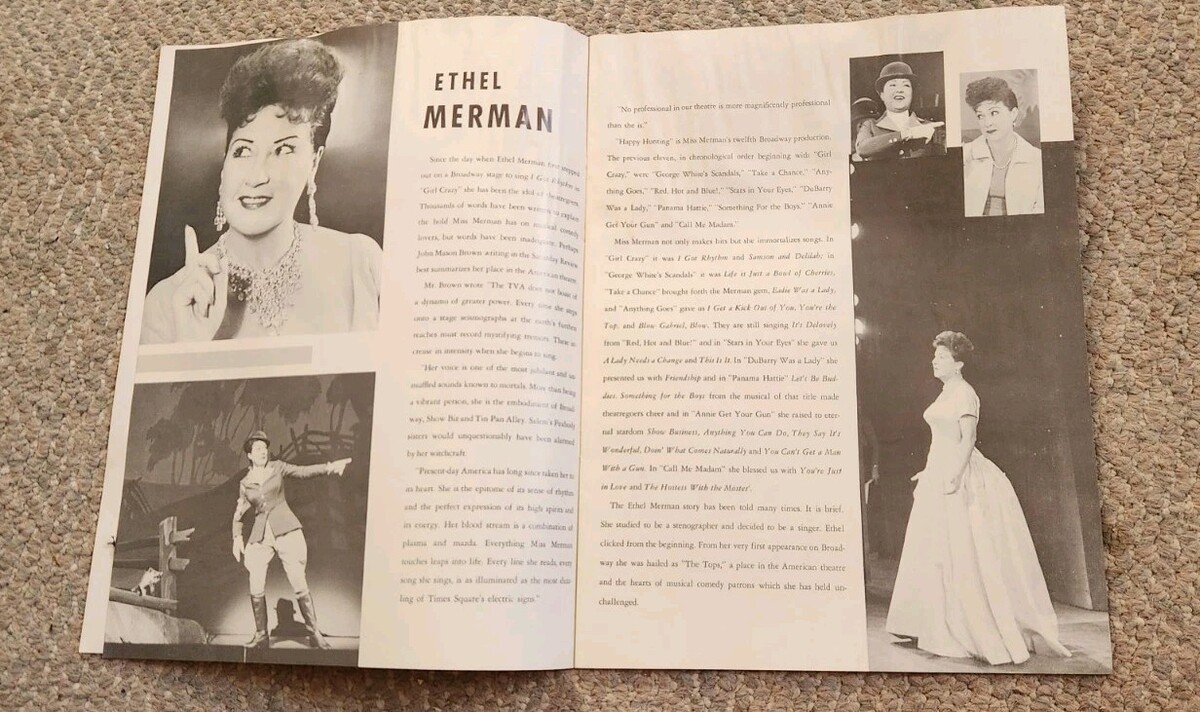 ETHEL
MERMAN
Since the day when Ethel Merman first stepped
out on a Broadway stage to sing I Got Rhythm in
"Girl Crazy" she has been the idol of theatregoers.
Thousands of words have been written to explain
the hold Miss Merman has on musical comedy
lovers, but words have been inadequate. Perhaps
John Mason Brown writing in the Saturday Review
best summarizes her place in the American theatre.
Mr. Brown wrote "The TVA does not boast of
a dynamo of greater power. Every time she steps
onto a stage seismographs at the earth's farthest
reaches must record mystifying tremors. These in-
crease in intensity when she begins to sing.
"Her voice is one of the most jubilant and un-
muffled sounds known to mortals. More than being
a vibrant person, she is the embodiment of Broad-
way, Show Biz and Tin Pan Alley. Salem's Peabody
sisters would unquestionably have been alarmed
by her witchcraft.
"Present-day America has long since taken her to
its heart. She is the epitome of its sense of rhythm
and the perfect expression of its high spirits and
its energy. Her blood stream is a combination of
plasma and mazda. Everything Miss Merman
touches leaps into life. Every line she reads, every
song she sings, is as illuminated as the most daz-
ling of Times Square's electric signs."
"No professional in our theatre is more magnificently professional
than she is."
"Happy Hunting" is Miss Merman's twelfth Broadway production.
The previous eleven, in chronological order beginning with "Girl
Crazy," were "George White's Scandals," "Take a Chance," "Any-
thing Goes," "Red, Hot and Blue!," "Stars in Your Eyes," "DuBarry
Was a Lady," "Panama Hattie," "Something For the Boys," "Annie
Get Your Gun" and "Call Me Madam."
Miss Merman not only makes hits but she immortalizes songs. In
"Girl Crazy" it was I Got Rhythm and Samson and Delilah; in
"George White's Scandals" it was Life is Just a Bowl of Cherries,
"Take a Chance" brought forth the Merman gem, Eadie Was a Lady,
and "Anything Goes" gave us I Get a Kick Out of You, You're the
Top, and Blow Gabriel, Blow. They are still singing It's Delovely
from "Red, Hot and Blue!" and in "Stars in Your Eyes" she gave us
A Lady Needs a Change and This Is It. In "DuBarry Was a Lady" she
presented us with Friendship and in "Panama Hattie" Let's Be Bud-
dies. Something for the Boys from the musical of that title made
theatregoers cheer and in "Annie Get Your Gun" she raised to eter-
nal stardom Show Business, Anything You Can Do, They Say It's
Wonderful, Doin' What Comes Naturally and You Can't Get a Man
With a Gun. In "Call Me Madam" she blessed us with You're Just
in Love and The Hostess With the Mostes'.
The Ethel Merman story has been told many times. It is brief.
She studied to be a stenographer and decided to be a singer. Ethel
clicked from the beginning. From her very first appearance on Broad-
way she was hailed as "The Tops," a place in the American theatre
and the hearts of musical comedy patrons which she has held un-
challenged.